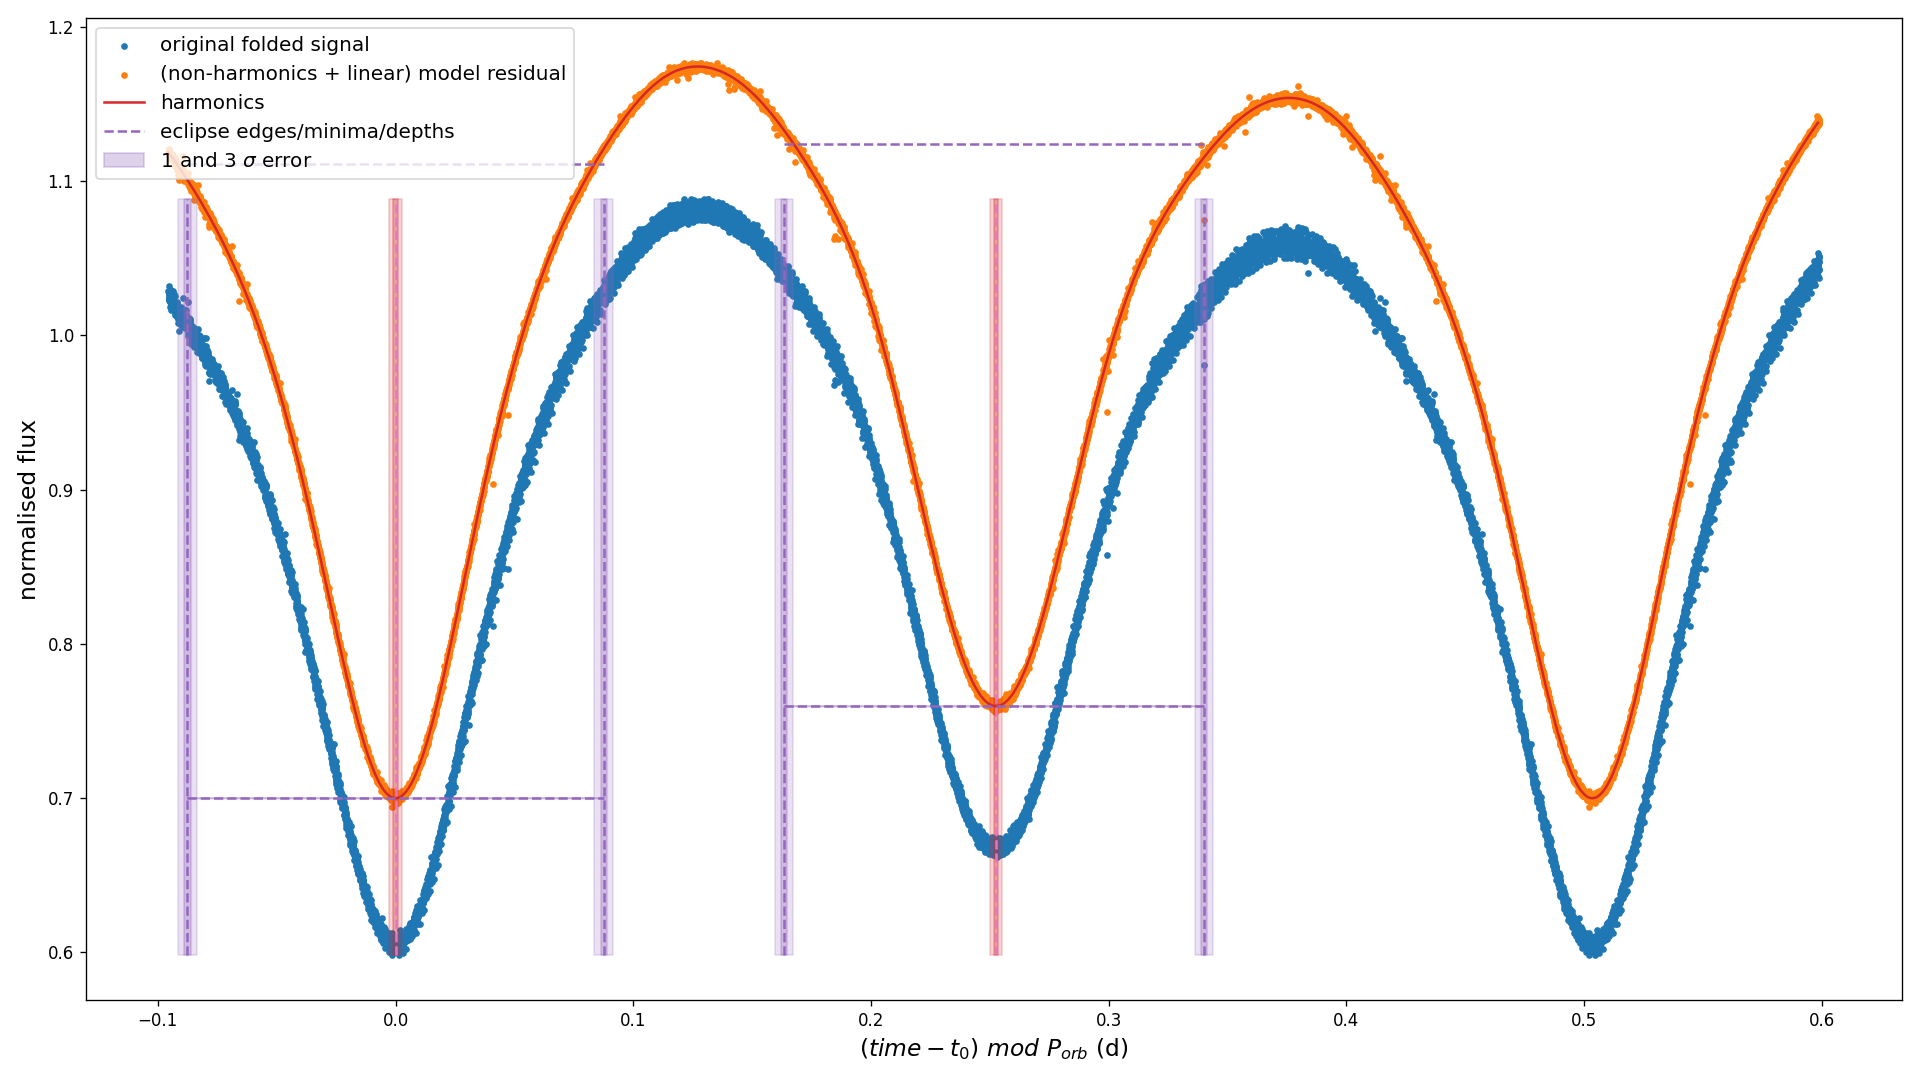 original folded signal
(non-harmonics + linear) model residual
harmonics
eclipse edges/minima/depths
1 and 3 σ error
1.2
1.1
1.0
0.9
0.8
0.7
0.6
normalised flux
−0.1 0.0 0.1 0.2 0.3 0.4 0.5 0.6
(time − t₀) mod Pₒᵣb (d)